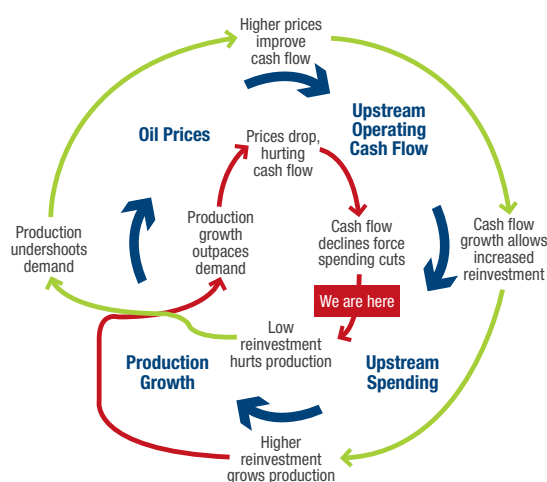 Higher prices
improve
cash flow
Oil Prices
Upstream
Operating
Cash Flow
Prices drop,
hurting
cash flow
Production
undershoots
demand
Production
growth
outpaces
demand
Cash flow
declines force
spending cuts
Cash flow
growth allows
increased
reinvestment
We are here
Low
reinvestment
hurts production
Production
Growth
Upstream
Spending
Higher
reinvestment
grows production